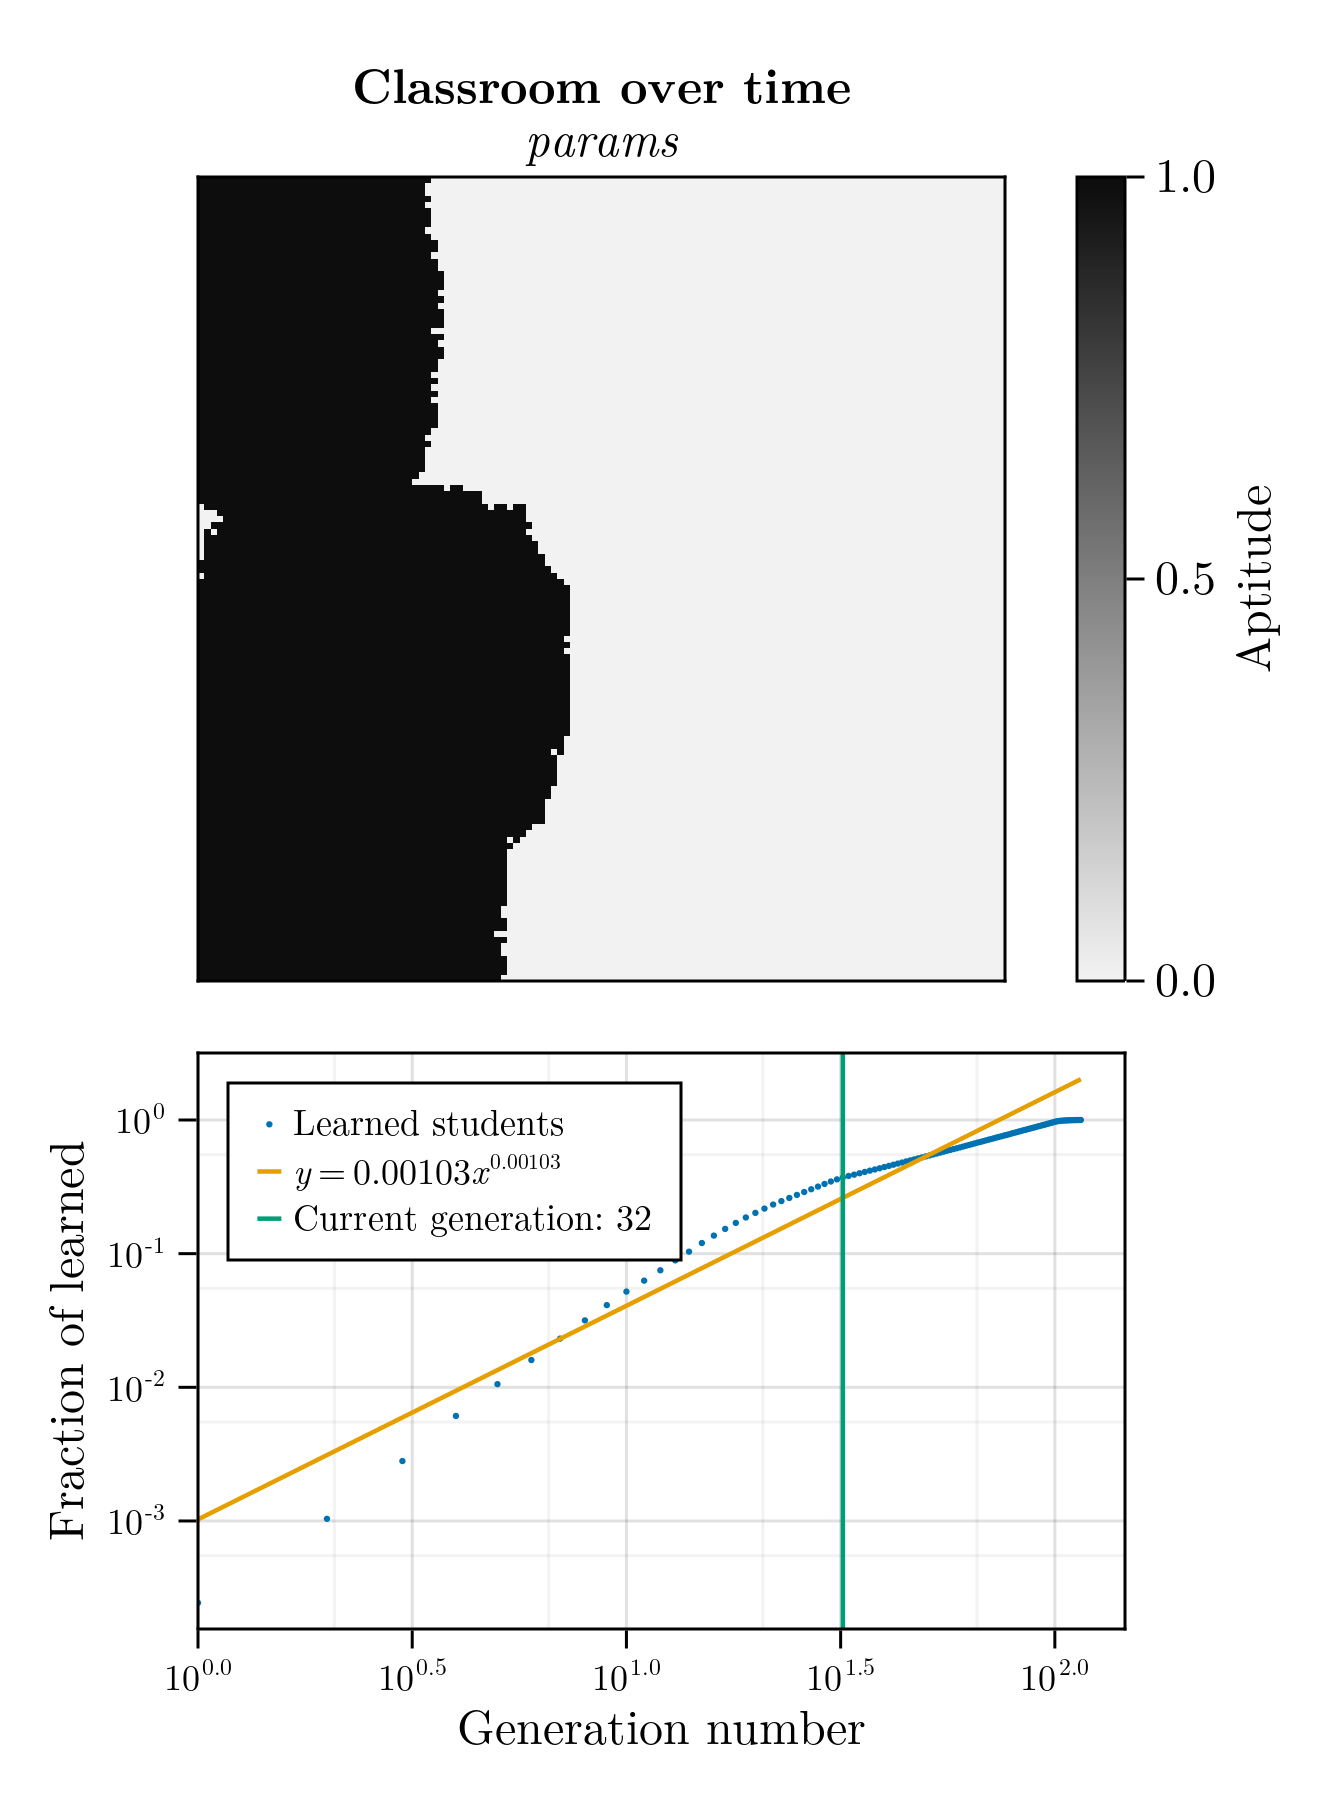 Classroom over time
params
1.0
0.5
0.0
Aptitude
Learned students
y = 0.00103x^0.00103
Current generation: 32
10^0
10^-1
10^-2
10^-3
Fraction of learned
10^0.0 10^0.5 10^1.0 10^1.5 10^2.0
Generation number